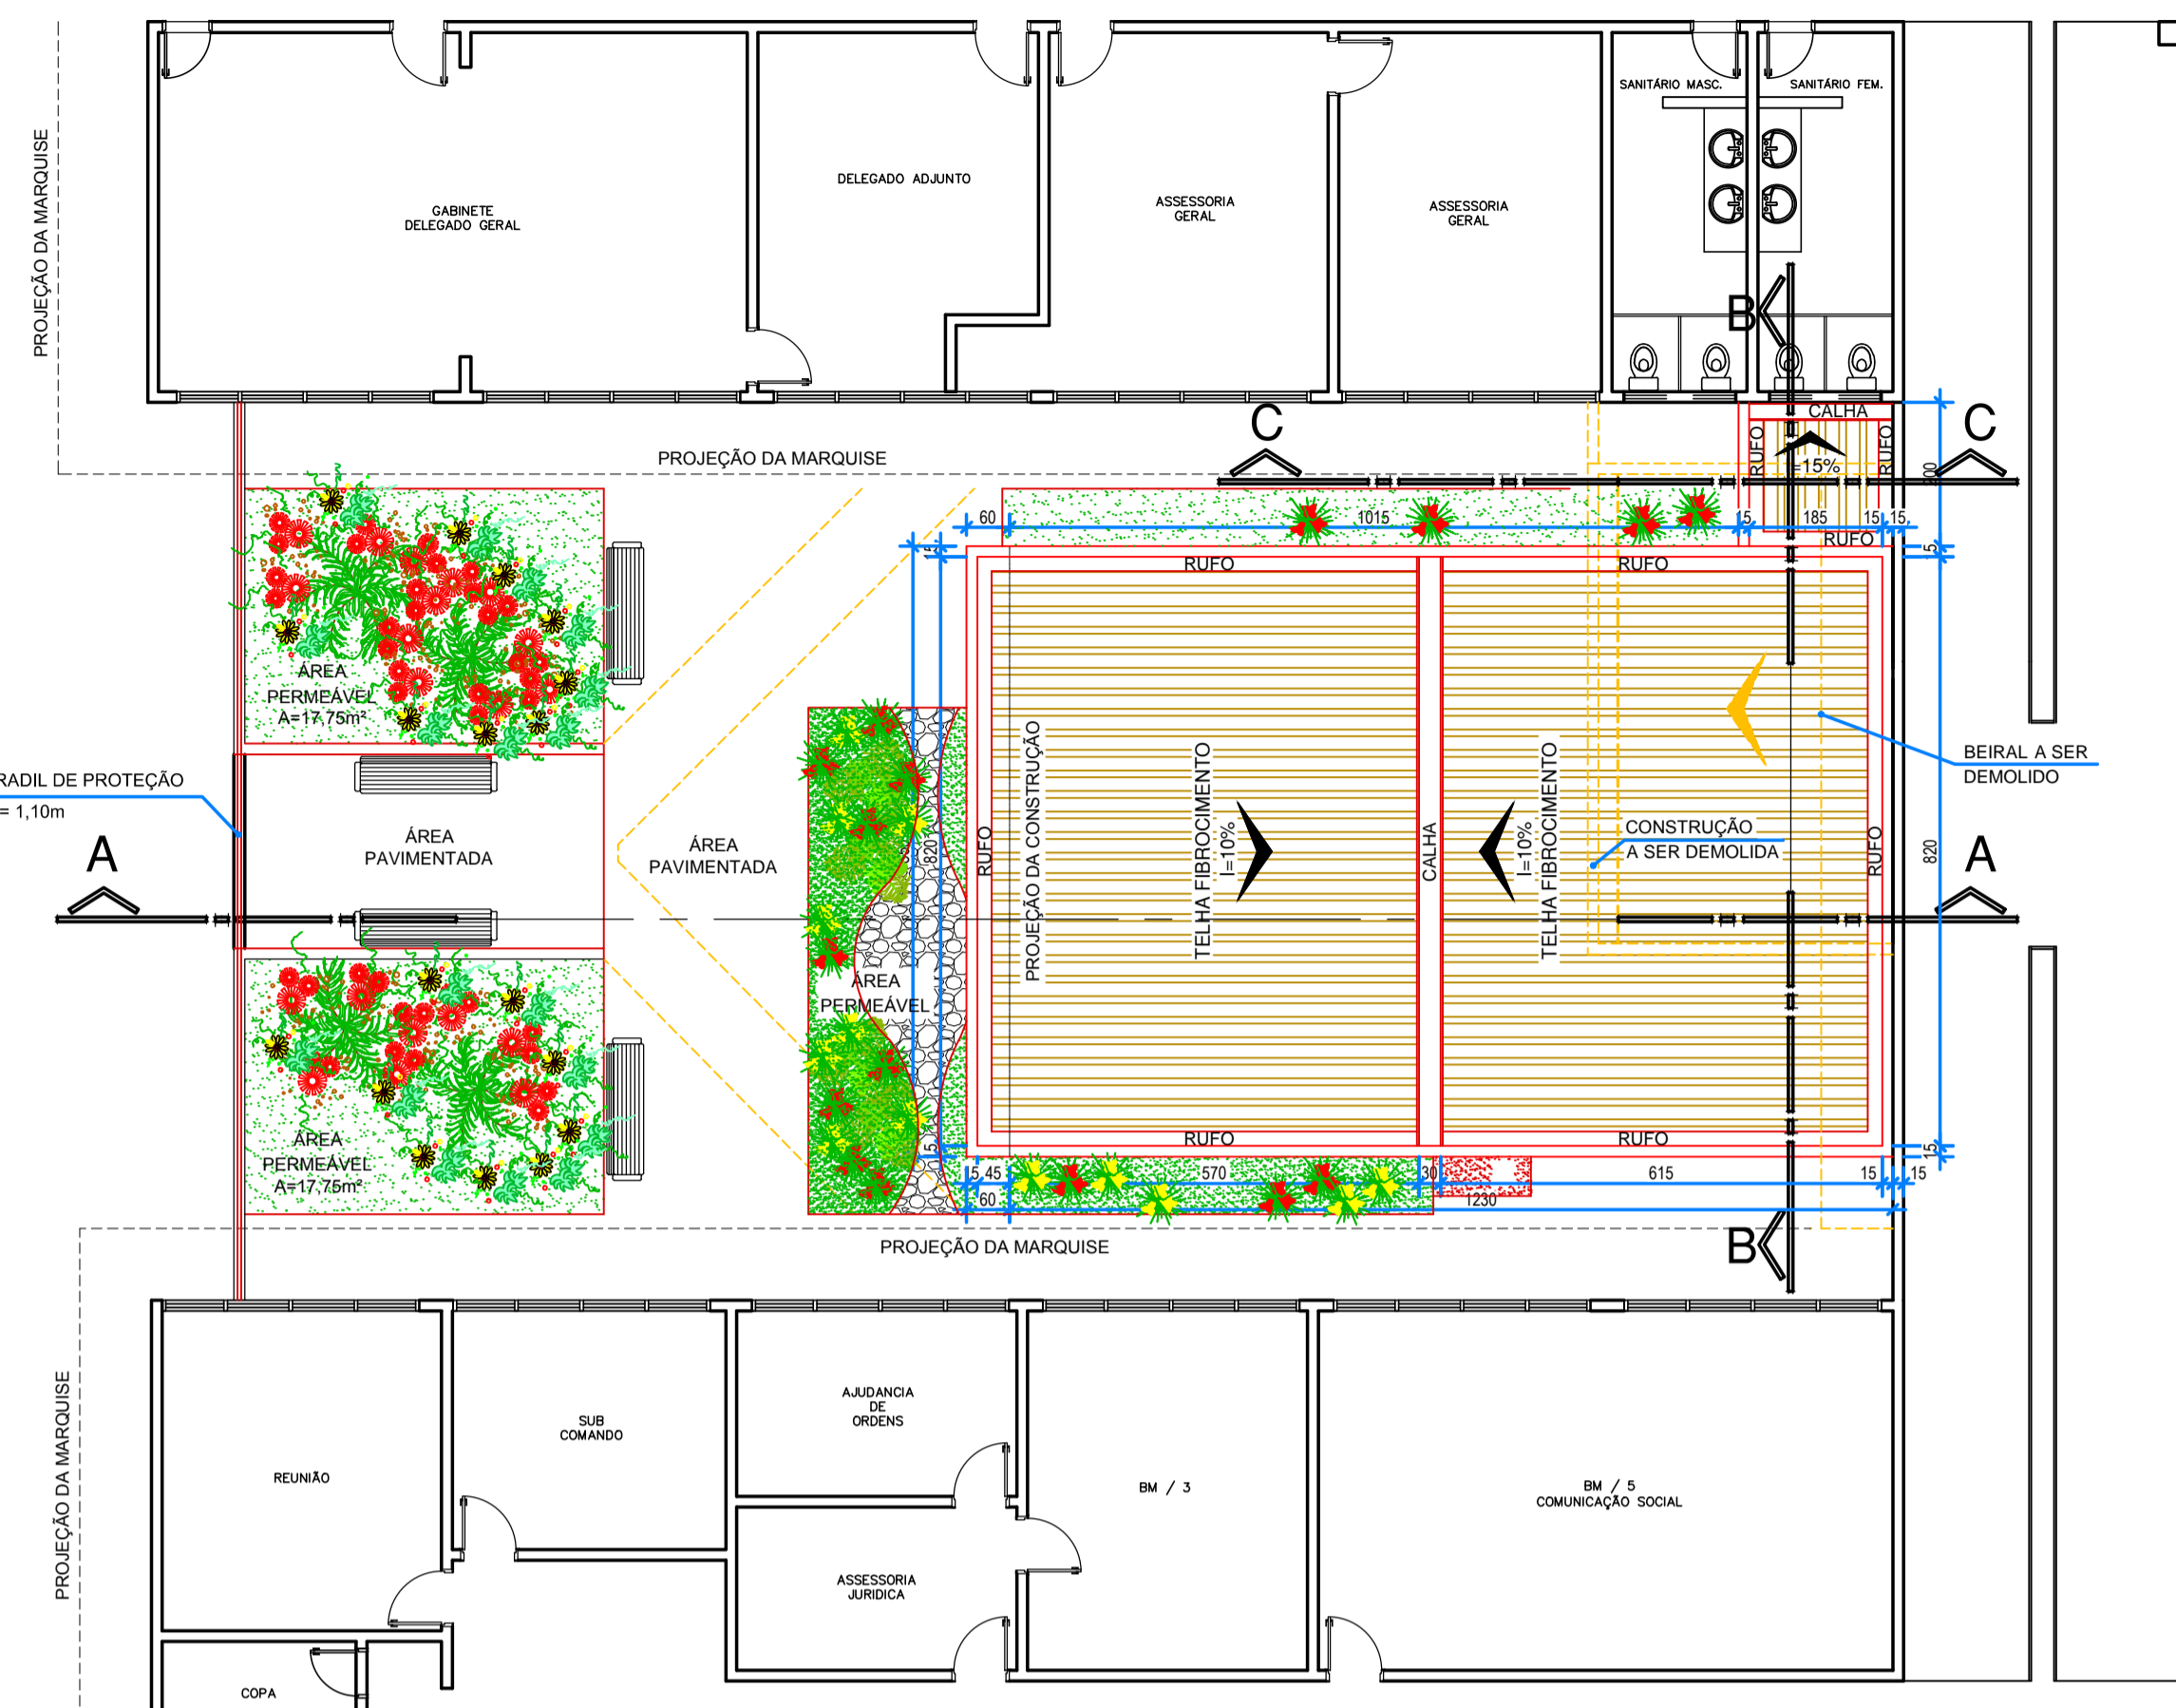 SANITÁRIO MASC.
SANITÁRIO FEM.
PROJEÇÃO DA MARQUISE
GABINETE
DELEGADO GERAL
DELEGADO ADJUNTO
ASSESSORIA
GERAL
ASSESSORIA
GERAL
B
C
CALHA
C
RUFO
RUFO
PROJEÇÃO DA MARQUISE
=15%
60
1015
15
185
15
15
RUFO
15
15
RUFO
RUFO
ÁREA
PERMEÁVEL
A=17,75m²
RADIL DE PROTEÇÃO
= 1,10m
A
ÁREA
PAVIMENTADA
ÁREA
PAVIMENTADA
820
RUFO
PROJEÇÃO DA CONSTRUÇÃO
TELHA FIBROCIMENTO
I=10%
CALHA
I=10%
TELHA FIBROCIMENTO
CONSTRUÇÃO
A SER DEMOLIDA
RUFO
820
BEIRAL A SER
DEMOLIDO
A
ÁREA
PERMEÁVEL
ÁREA
PERMEÁVEL
A=17,75m²
RUFO
RUFO
15
45
570
30
615
15
15
60
1230
PROJEÇÃO DA MARQUISE
B
PROJEÇÃO DA MARQUISE
REUNIÃO
SUB
COMANDO
AJUDANCIA
DE
ORDENS
BM / 3
BM / 5
COMUNICAÇÃO SOCIAL
ASSESSORIA
JURIDICA
COPA